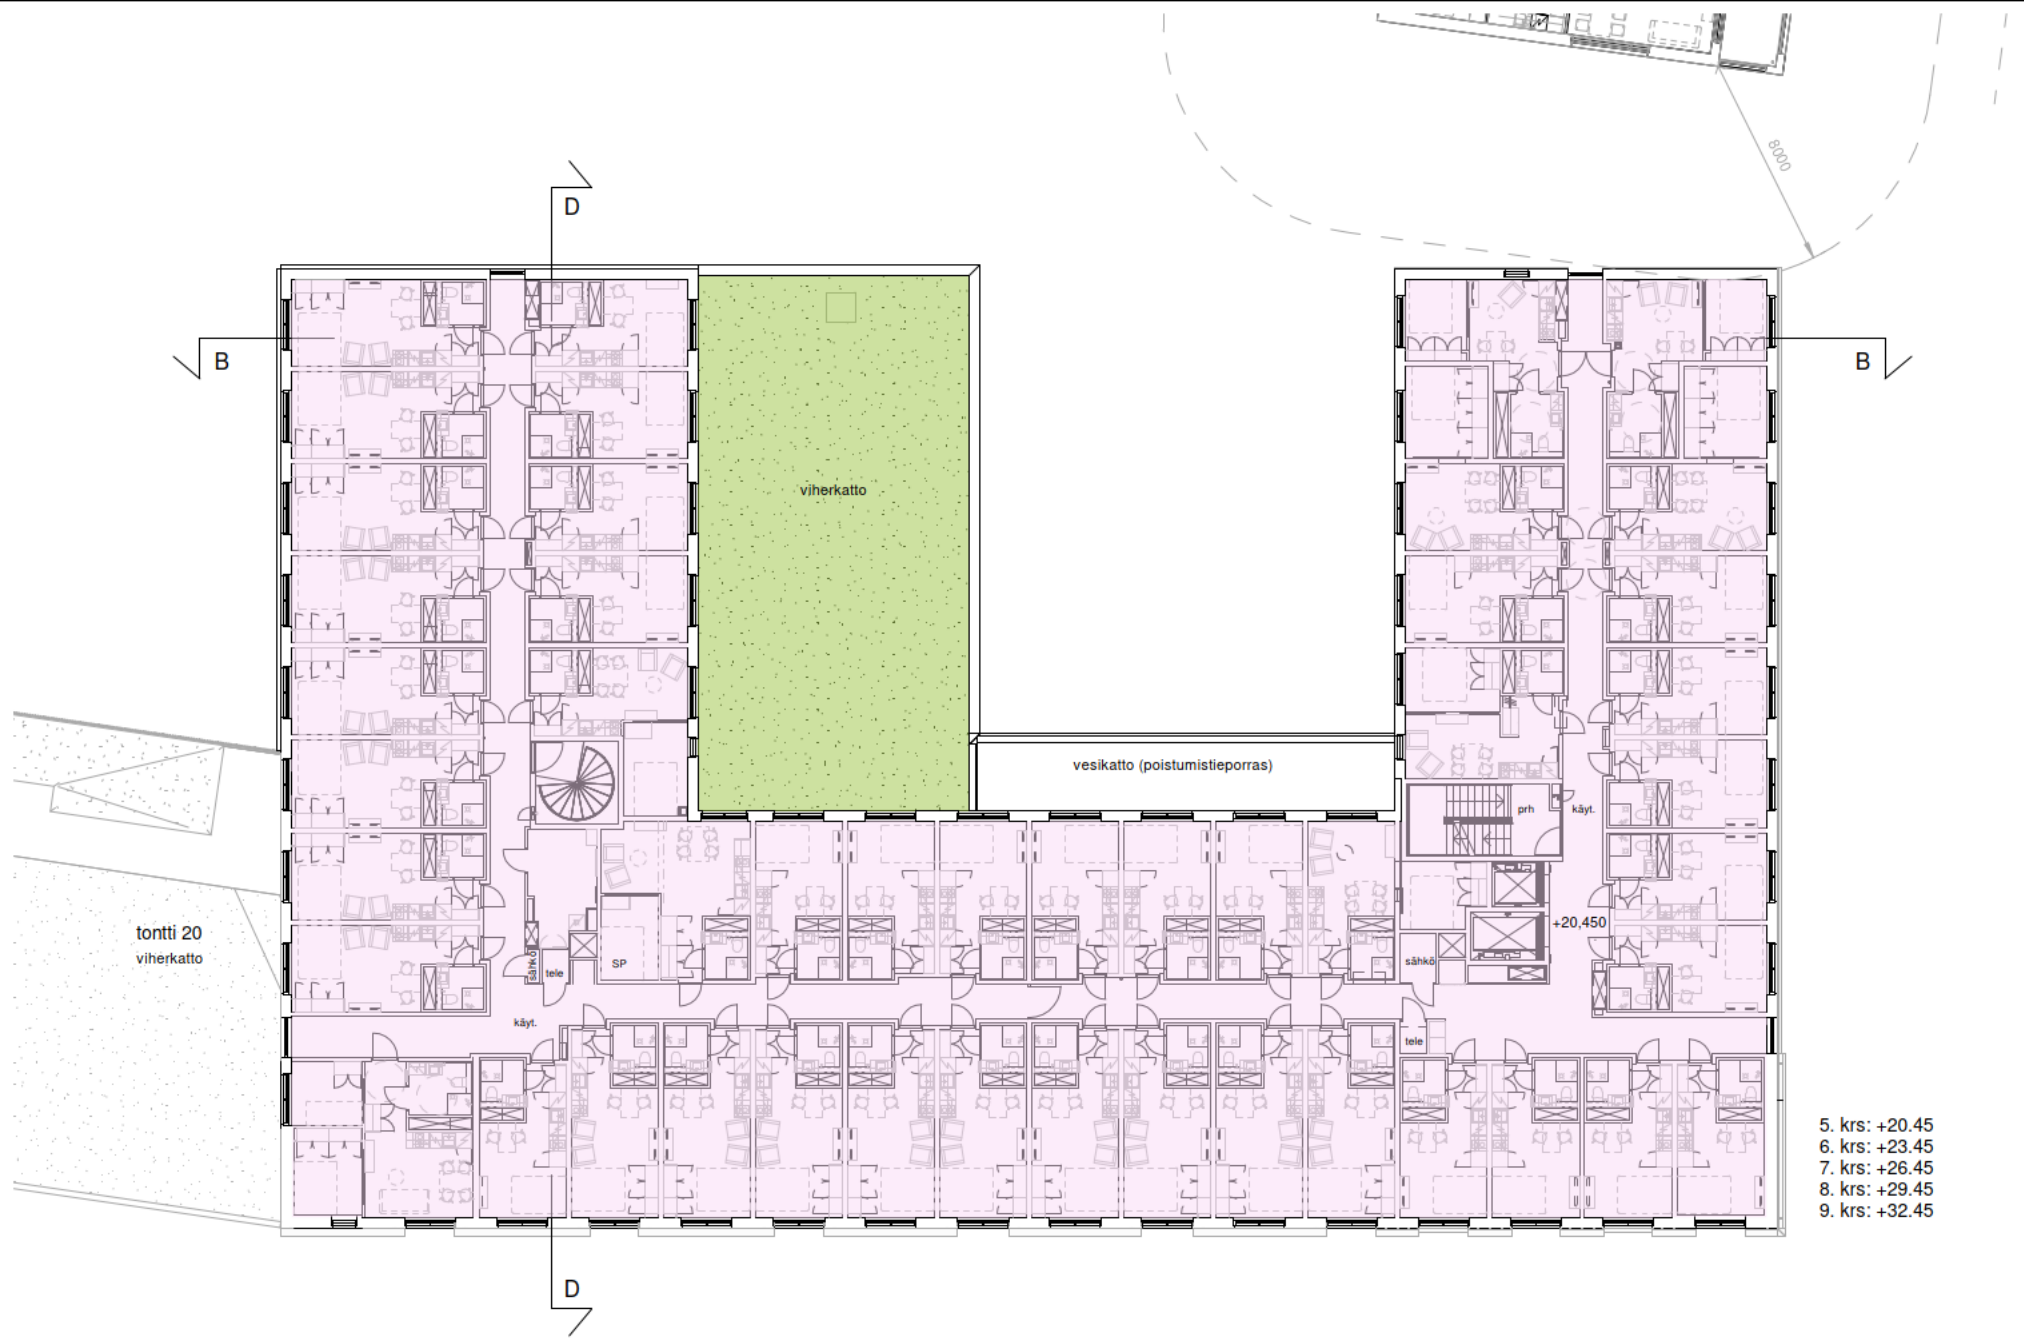 8000
D
B
B
viherkatto
vesikatto (poistumistieporras)
prh
käyt.
+20,450
tontti 20
viherkatto
sähkö
tele
SP
sähkö
käyt.
tele
5. krs: +20.45
6. krs: +23.45
7. krs: +26.45
8. krs: +29.45
9. krs: +32.45
D